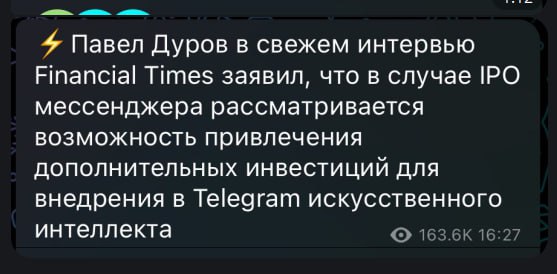 ⚡Павел Дуров в свежем интервью
Financial Times заявил, что в случае IPO
мессенджера рассматривается
возможность привлечения
дополнительных инвестиций для
внедрения в Telegram искусственного
интеллекта
163.6K 16:27